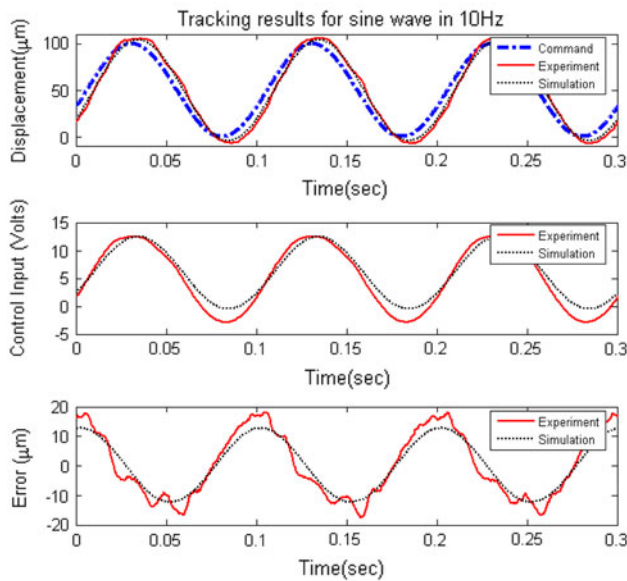 Tracking results for sine wave in 10Hz
Displacement(μm)
100
50
0
Command
Experiment
Simulation
0 0.05 0.1 0.15 0.2 0.25 0.3
Time(sec)
Control Input (Volts)
15
10
5
0
-5
Experiment
Simulation
0 0.05 0.1 0.15 0.2 0.25 0.3
Time(sec)
Error (μm)
20
10
0
-10
-20
Experiment
Simulation
0 0.05 0.1 0.15 0.2 0.25 0.3
Time(sec)